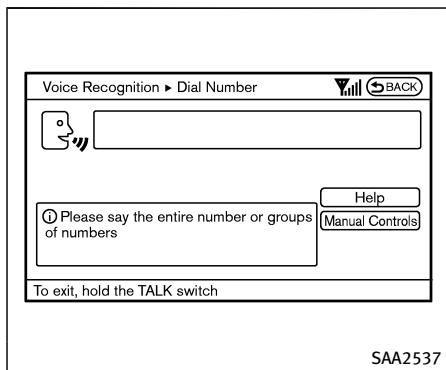 Voice Recognition ▸ Dial Number
BACK
Help
Please say the entire number or groups
of numbers
Manual Controls
To exit, hold the TALK switch
SAA2537